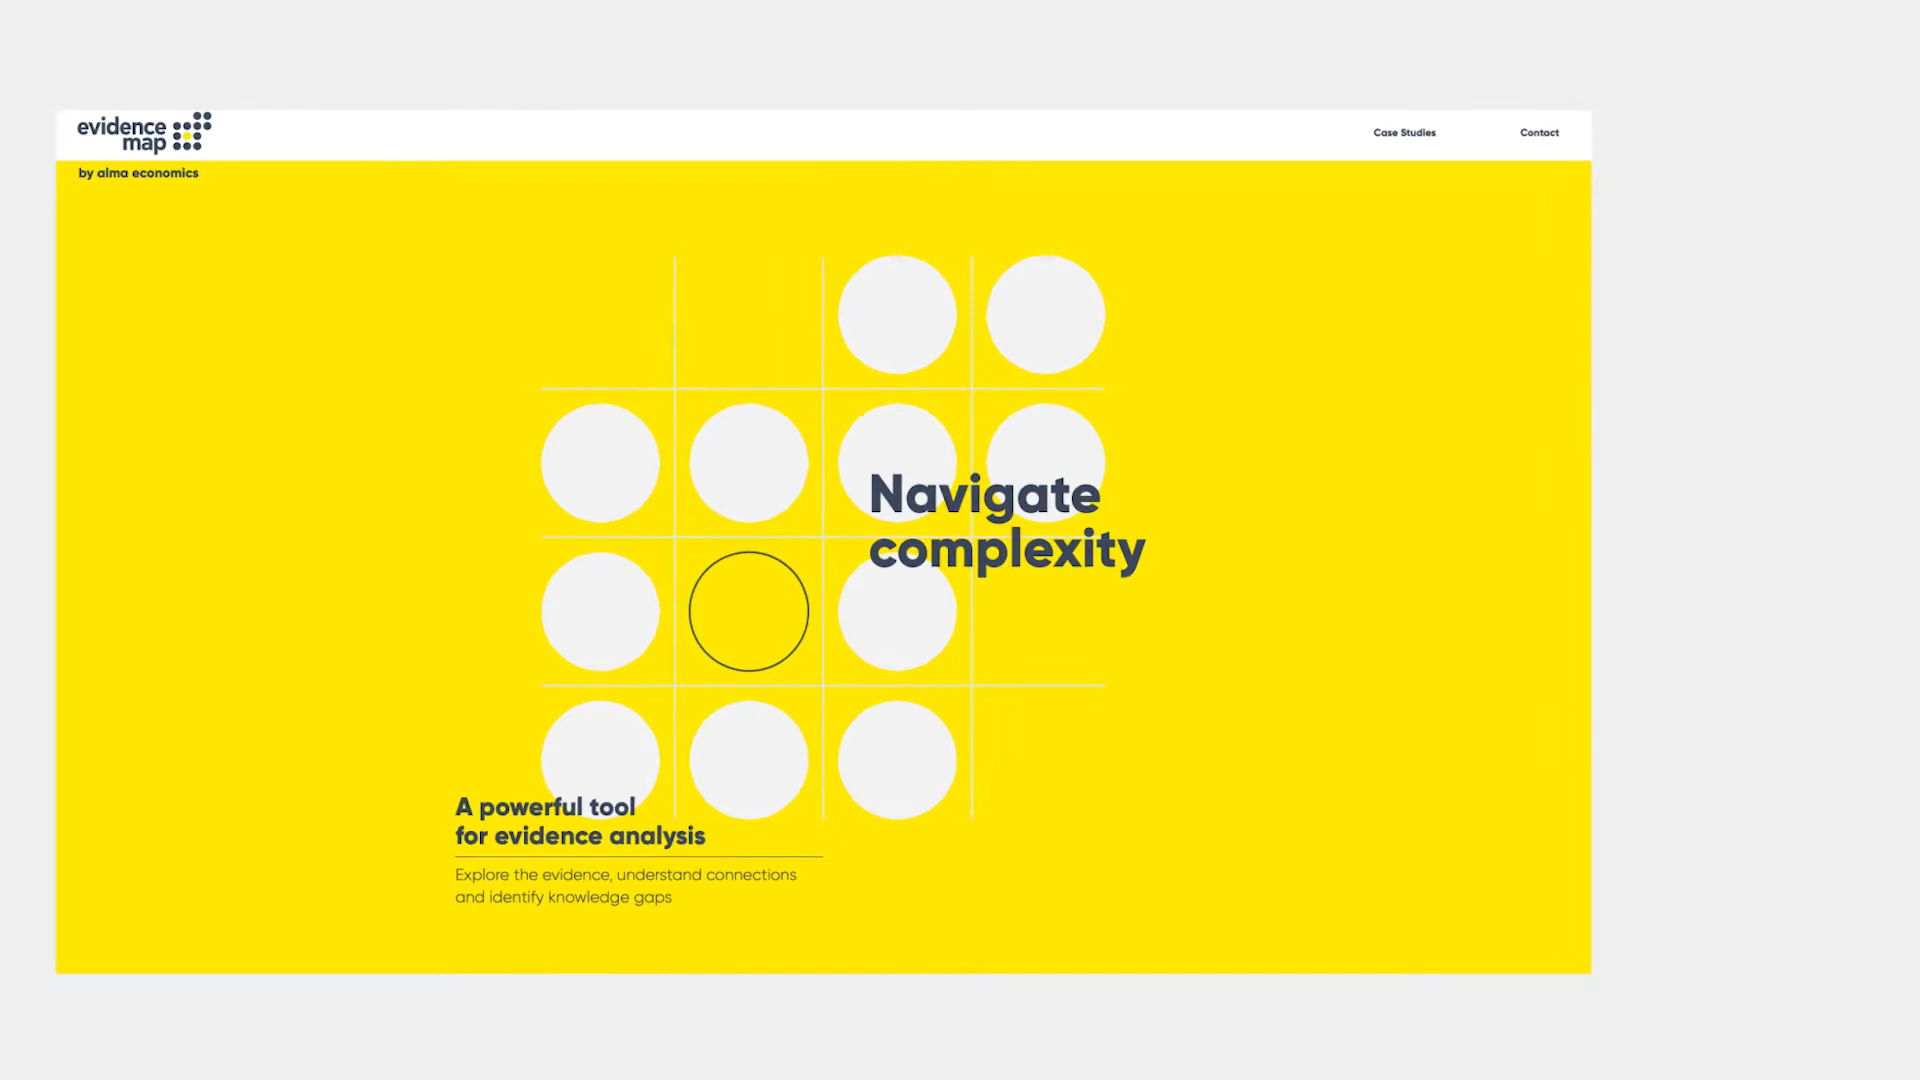 evidence
map
Case Studies
Contact
by alma economics
Navigate
complexity
A powerful tool
for evidence analysis
Explore the evidence, understand connections
and identify knowledge gaps